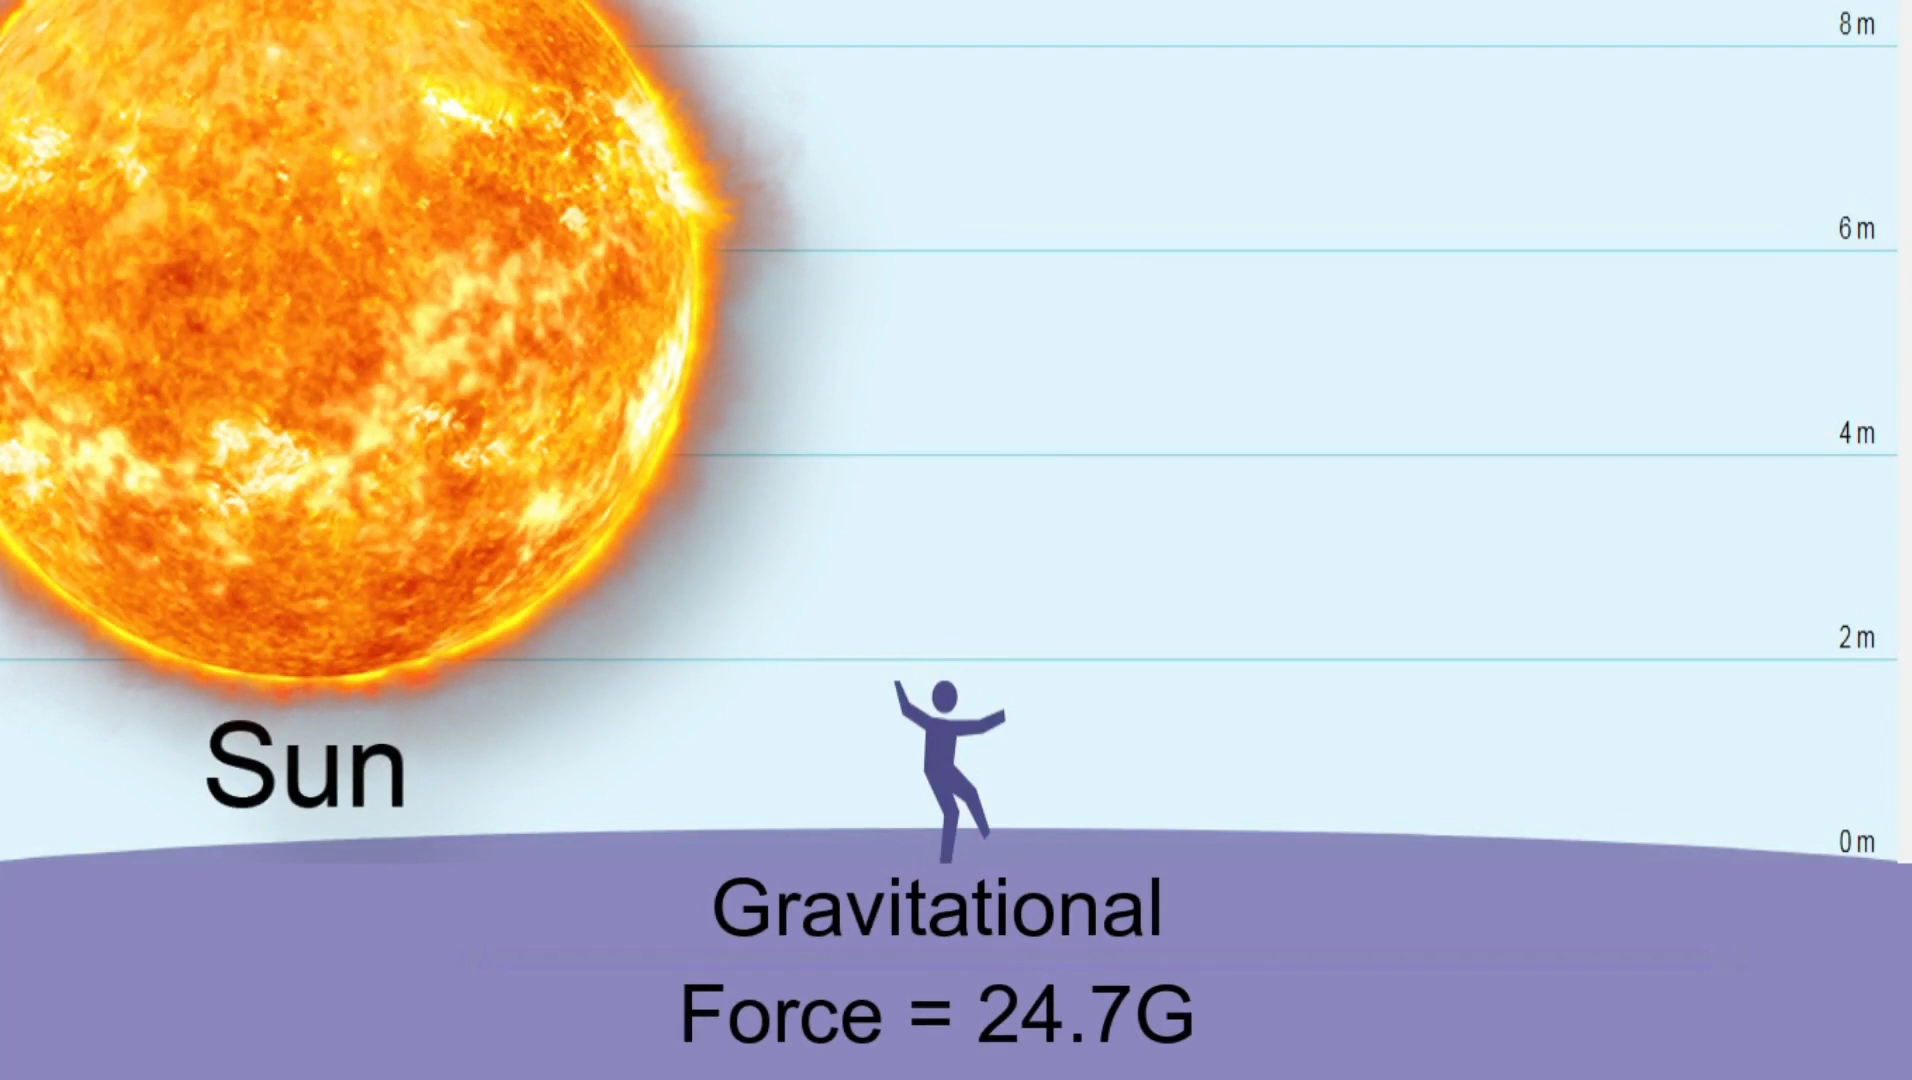 8 m
6 m
4 m
2 m
Sun
0 m
Gravitational
Force = 24.7G